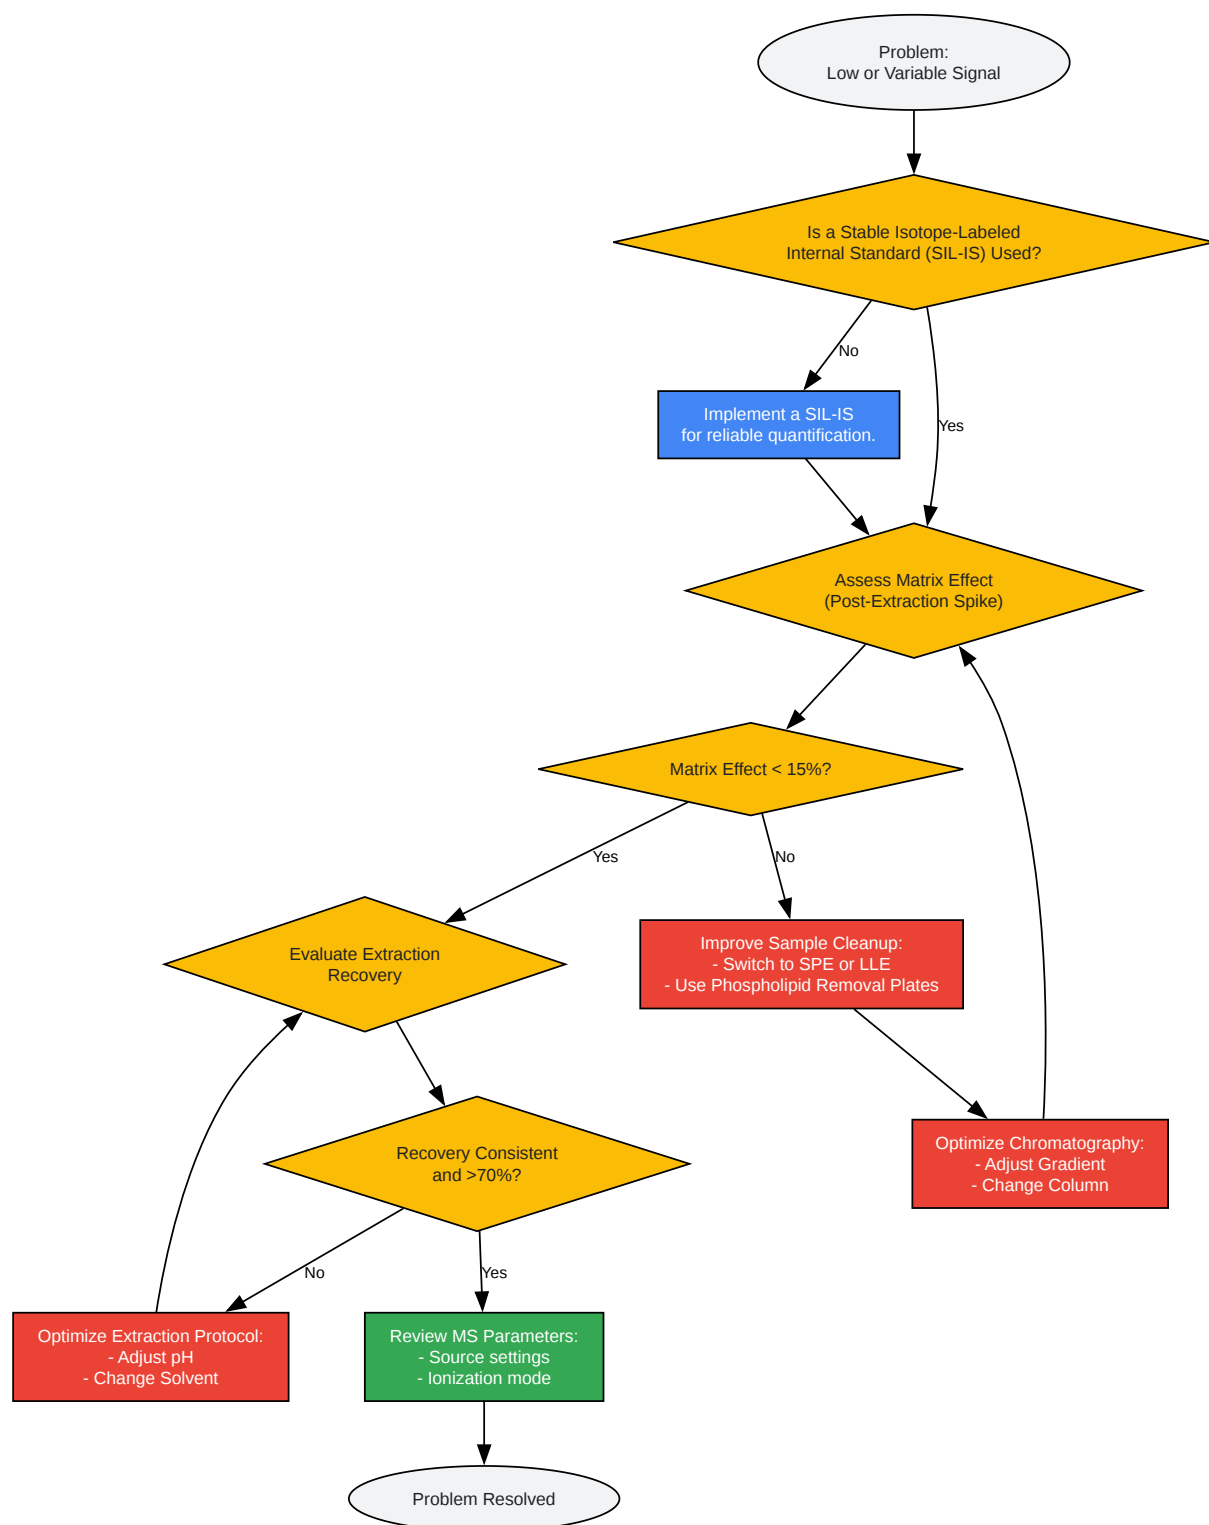 Problem:
Low or Variable Signal
Is a Stable Isotope-Labeled
Internal Standard (SIL-IS) Used?
No
Yes
Implement a SIL-IS
for reliable quantification.
Assess Matrix Effect
(Post-Extraction Spike)
Matrix Effect < 15%?
Yes
No
Evaluate Extraction
Recovery
Improve Sample Cleanup:
- Switch to SPE or LLE
- Use Phospholipid Removal Plates
Recovery Consistent
and >70%?
Optimize Chromatography:
- Adjust Gradient
- Change Column
No
Yes
Optimize Extraction Protocol:
- Adjust pH
- Change Solvent
Review MS Parameters:
- Source settings
- Ionization mode
Problem Resolved